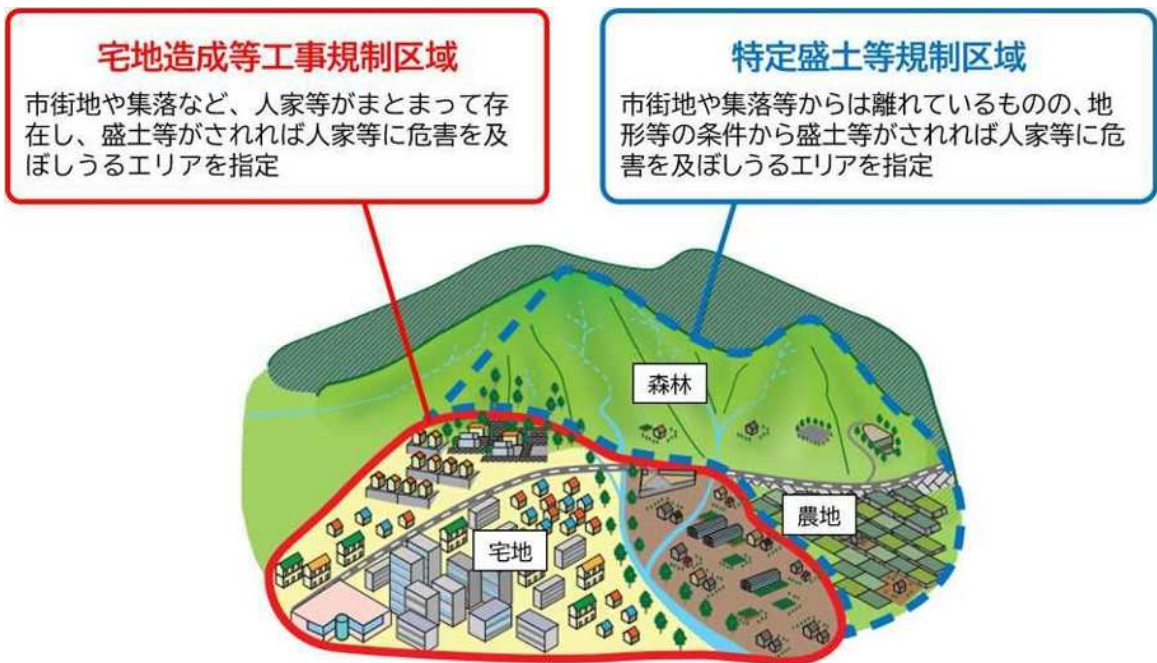 宅地造成等工事規制区域
市街地や集落など、人家等がまとまって存
在し、盛土等がされれば人家等に危害を及
ぼしうるエリアを指定
特定盛土等規制区域
市街地や集落等からは離れているものの、地
形等の条件から盛土等がされれば人家等に危
害を及ぼしうるエリアを指定
森林
農地
宅地